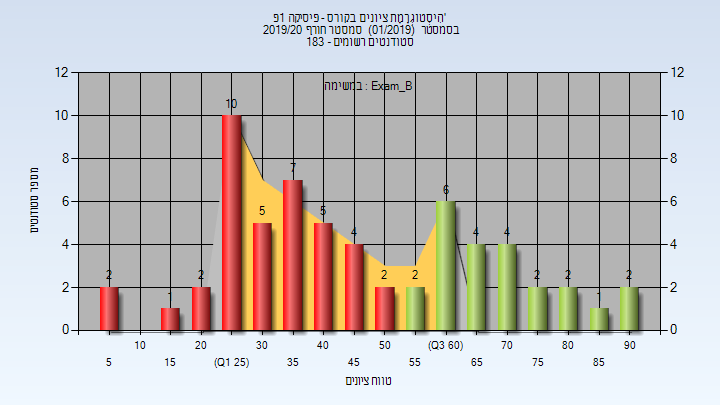 היסטוגרמת ציונים בקורס - פיסיקה 1פ'
בסמסטר (01/2019) סמסטר חורף 2019/20
סטודנטים רשומים - 183
במשימה : Exam_B
מספר סטודנטים
12 12
10 10
8 8
6 6
4 4
2 2
0 0
2 1 2 10 5 7 5 4 2 2 6 4 4 2 2 1 2
10 20 30 40 50 (Q3 60) 70 80 90
5 15 (Q1 25) 35 45 55 65 75 85
טווח ציונים